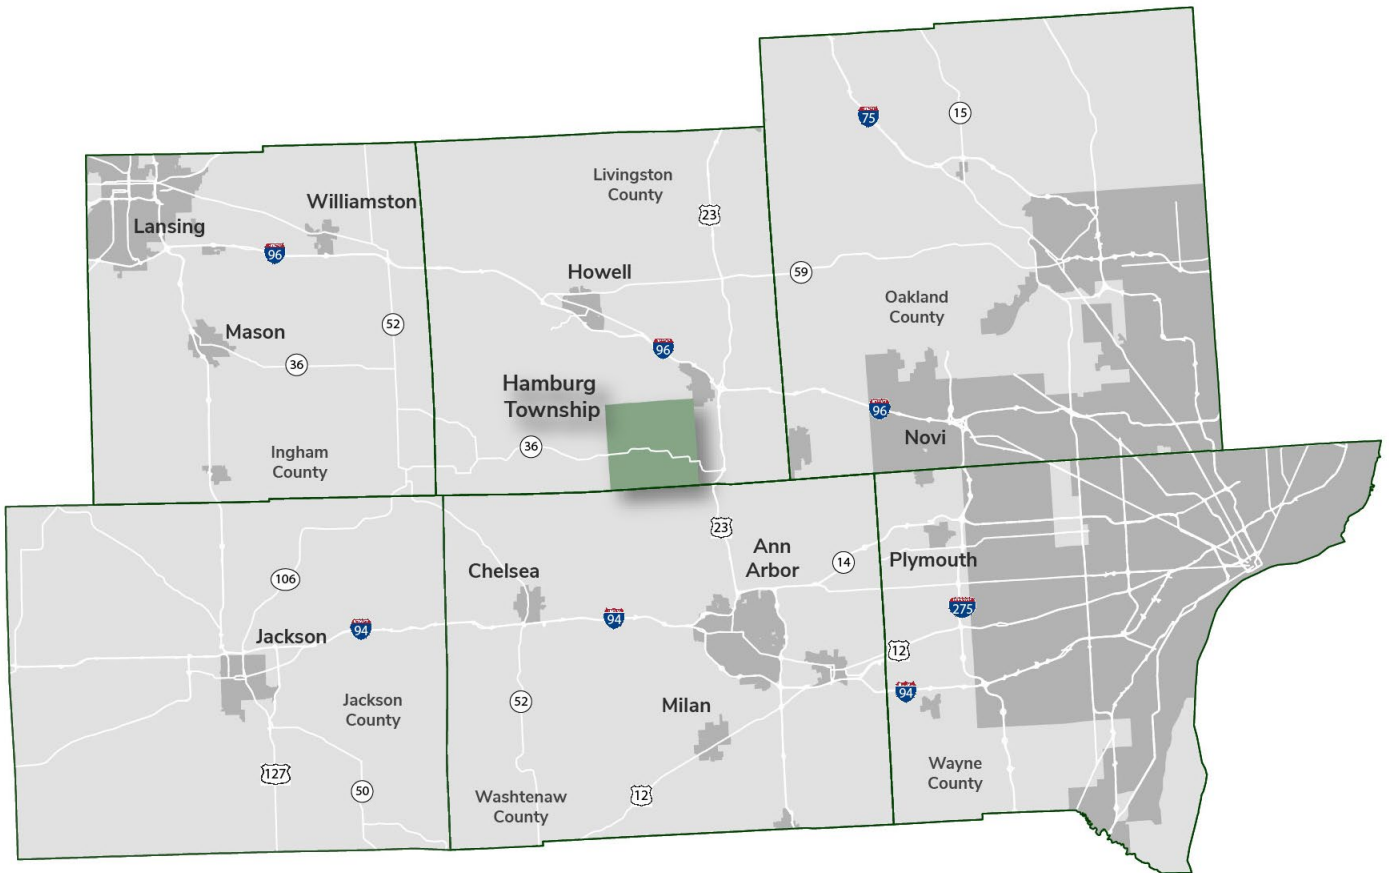 75
15
Livingston
County
Williamston
23
Lansing
96
Howell
59
Oakland
County
52
Mason
96
36
Hamburg
Township
96
Novi
36
Ingham
County
23
Ann
Arbor
14
Plymouth
Chelsea
106
275
94
94
Jackson
12
94
52
Milan
Jackson
County
127
50
12
Washtenaw
County
Wayne
County